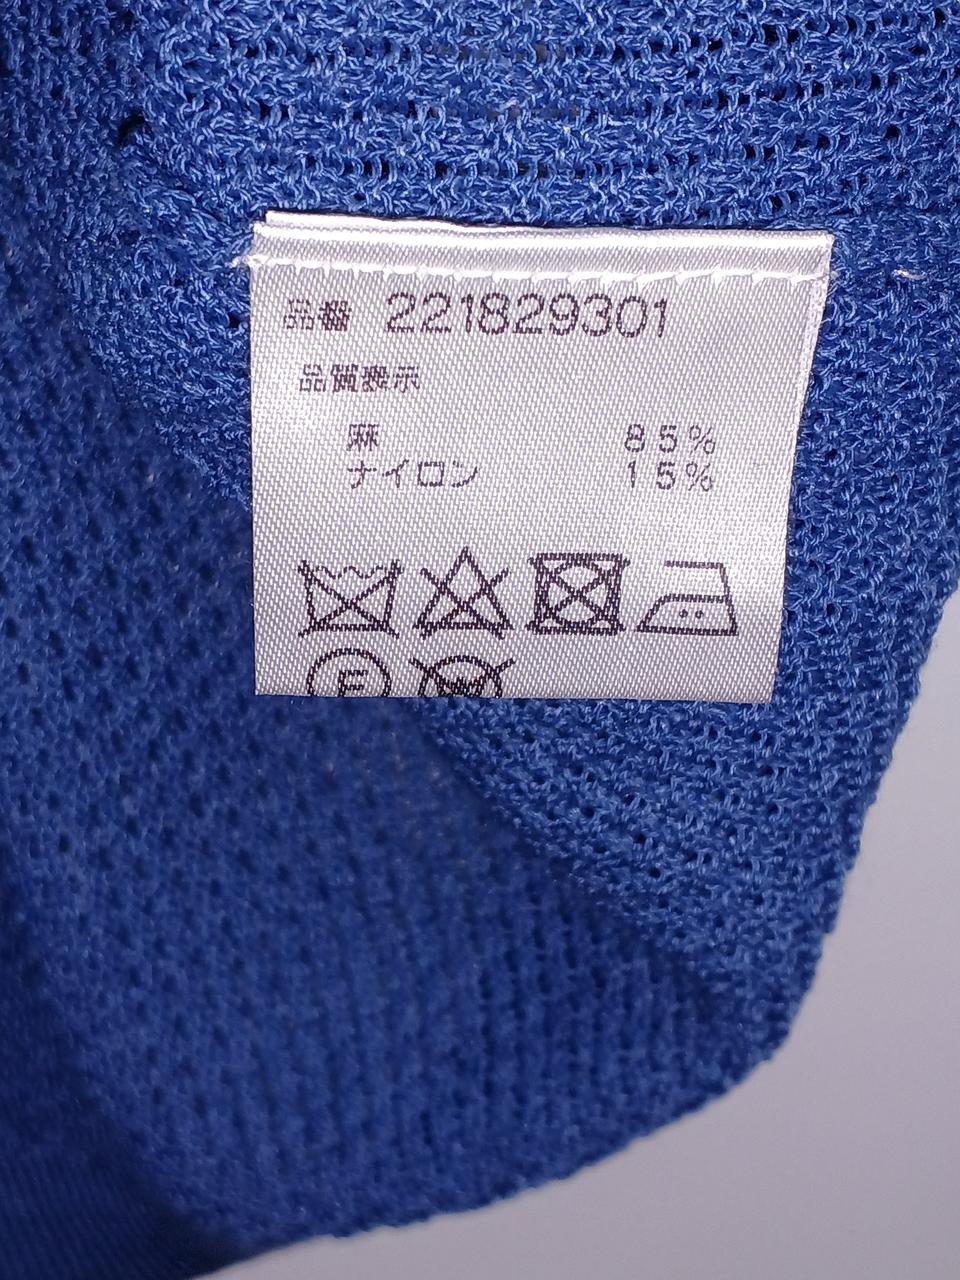 品番 221829301
品質表示
麻 85%
ナイロン 15%
F
W